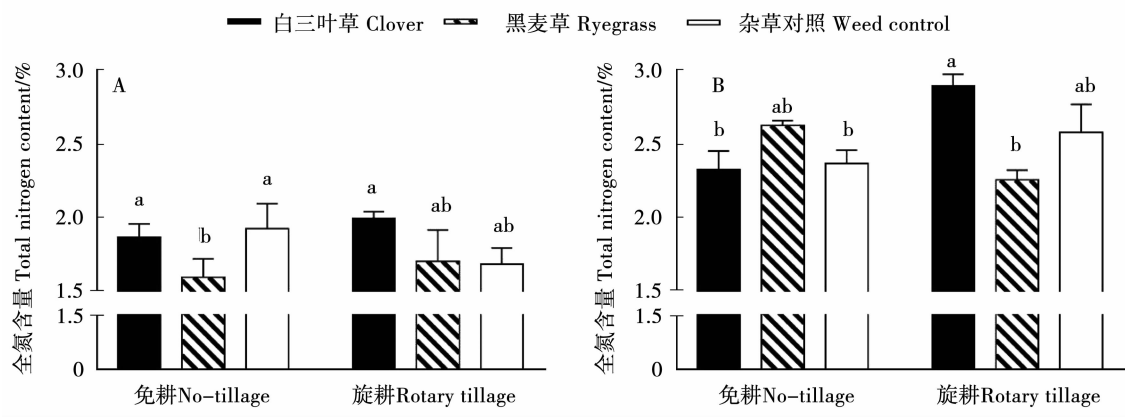 白三叶草 Clover 黑麦草 Ryegrass 杂草对照 Weed control
全氮含量 Total nitrogen content/%
A
3.0
2.5
2.0
1.5
1.5
0
a
b
a
a
ab
ab
免耕No-tillage 旋耕Rotary tillage
全氮含量 Total nitrogen content/%
B
3.0
2.5
2.0
1.5
1.5
0
b
ab
b
a
b
ab
免耕No-tillage 旋耕Rotary tillage